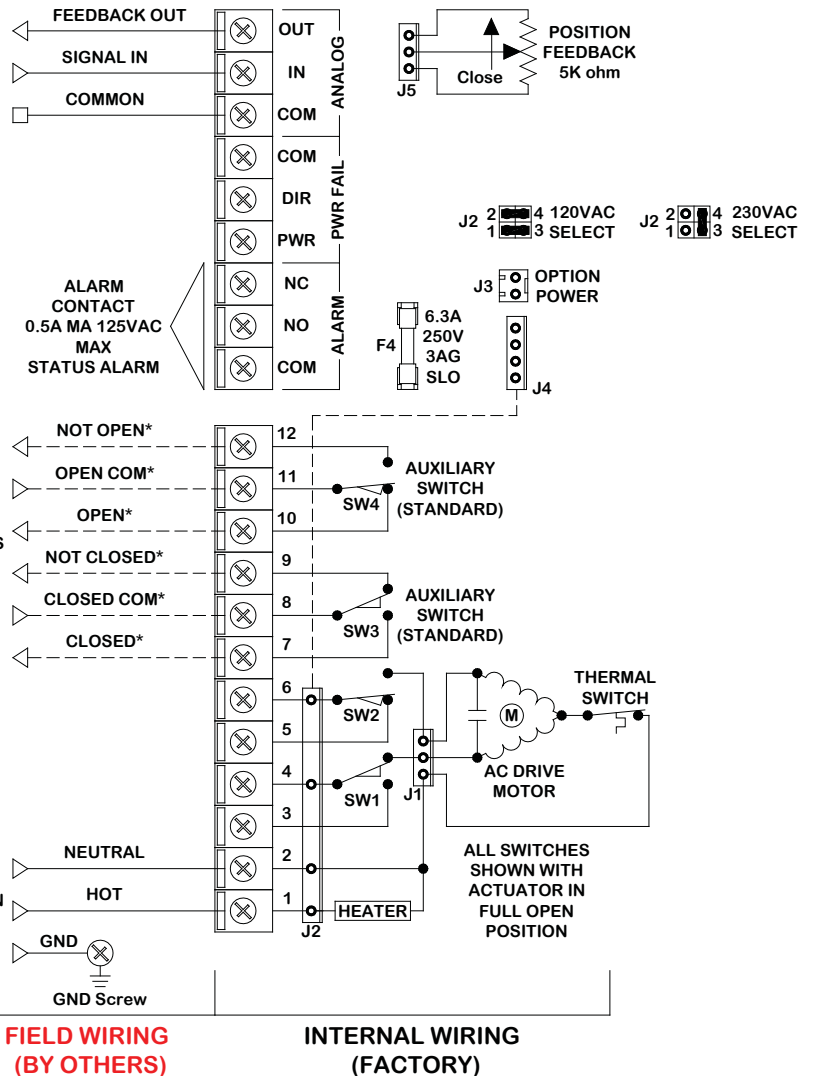 FEEDBACK OUT
SIGNAL IN
COMMON
OUT
IN
COM
ANALOG
COM
DIR
PWR
PWR FAIL
NC
NO
COM
ALARM
ALARM
CONTACT
0.5A MA 125VAC
MAX
STATUS ALARM
J5
Close
POSITION
FEEDBACK
5K ohm
J2 2 4 120VAC
1 3 SELECT
J2 2 4 230VAC
1 3 SELECT
J3 OPTION
POWER
F4
6.3A
250V
3AG
SLO
J4
NOT OPEN*
12
OPEN COM*
11
OPEN*
10
SW4
AUXILIARY
SWITCH
(STANDARD)
S
NOT CLOSED*
9
CLOSED COM*
8
CLOSED*
7
SW3
AUXILIARY
SWITCH
(STANDARD)
6
SW2
5
4
SW1
3
J1
M
AC DRIVE
MOTOR
THERMAL
SWITCH
NEUTRAL
2
N
HOT
1
HEATER
J2
ALL SWITCHES
SHOWN WITH
ACTUATOR IN
FULL OPEN
POSITION
GND
GND Screw
FIELD WIRING
(BY OTHERS)
INTERNAL WIRING
(FACTORY)